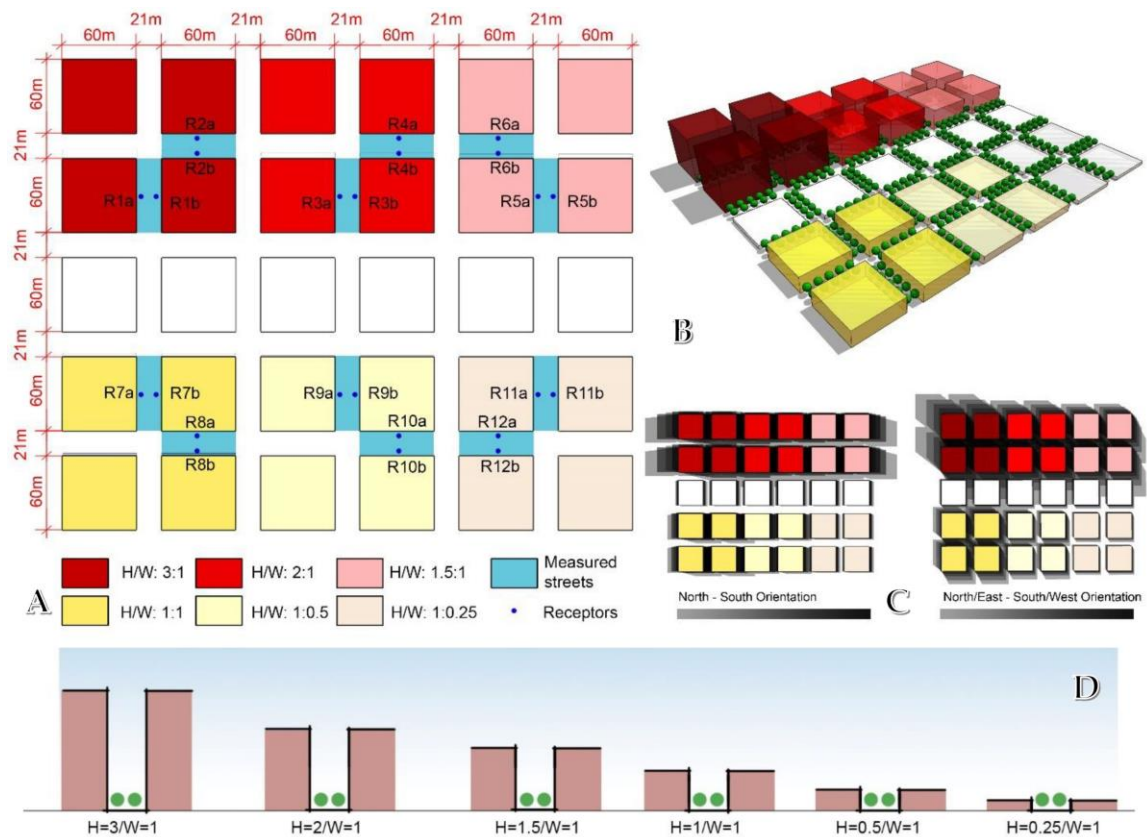 21m 21m 21m 21m 21m
60m 60m 60m 60m 60m 60m
60m
21m
60m
21m
60m
21m
60m
21m
60m
R2a R4a R6a
R2b R4b R6b
R1a R1b R3a R3b R5a R5b
R7a R7b R9a R9b R11a R11b
R8a R10a R12a
R8b R10b R12b
A
H/W: 3:1 H/W: 2:1 H/W: 1.5:1 Measured
streets
H/W: 1:1 H/W: 1:0.5 H/W: 1:0.25 Receptors
B
North - South Orientation
C
North/East - South/West Orientation
D
H=3/W=1 H=2/W=1 H=1.5/W=1 H=1/W=1 H=0.5/W=1 H=0.25/W=1